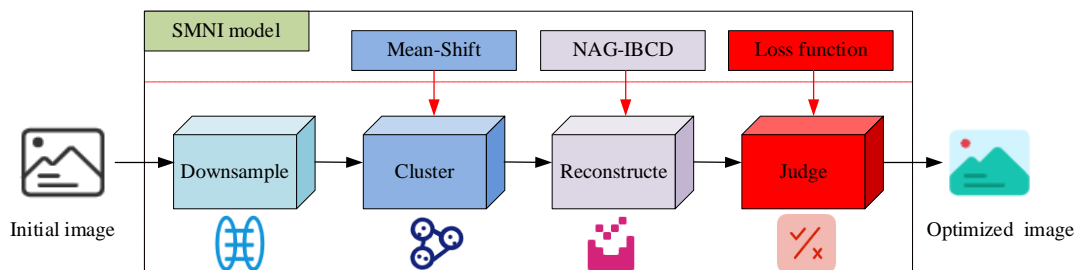 SMNI model
Mean-Shift
NAG-IBCD
Loss function
Downsample
Cluster
Reconstructe
Judge
Initial image
Optimized image